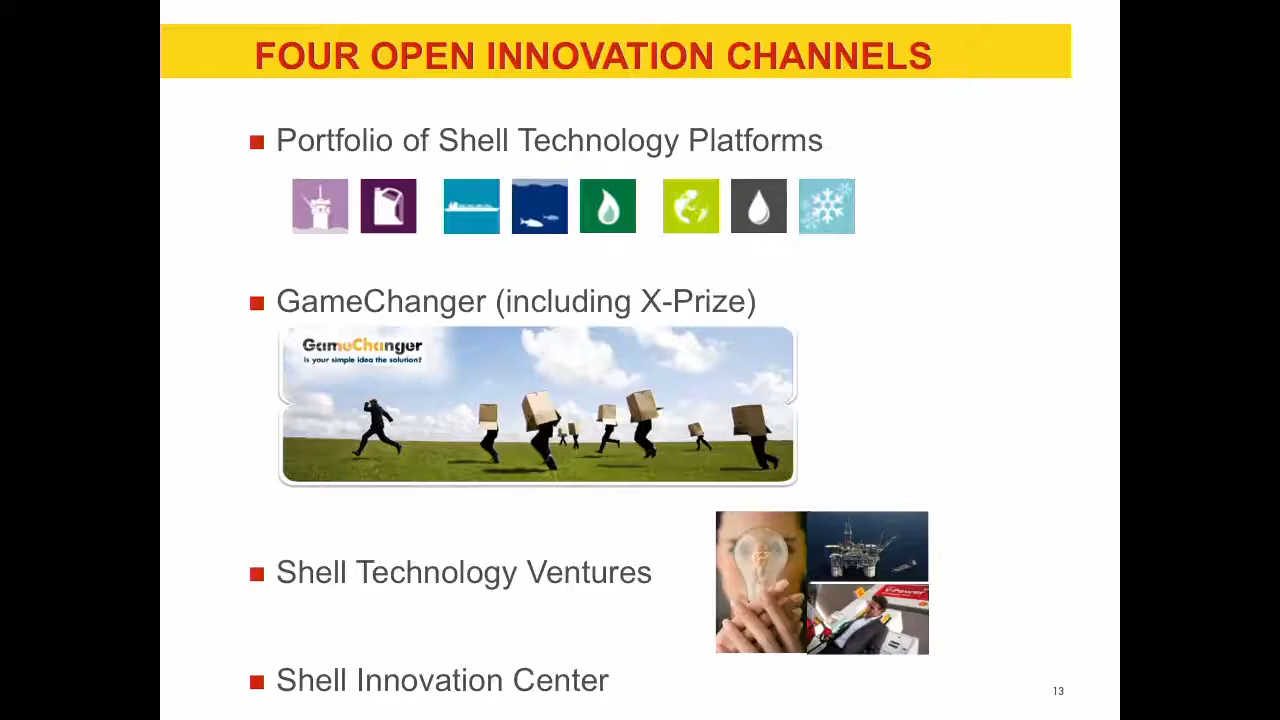 FOUR OPEN INNOVATION CHANNELS
Portfolio of Shell Technology Platforms
GameChanger (including X-Prize)
GameChanger
Is your simple idea the solution?
Shell Technology Ventures
V-Power
Shell Innovation Center
13